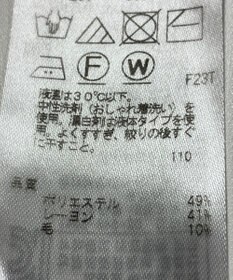 F
W
F23T
液温は30℃以下。
中性洗剤(おしゃれ着洗い)を
使用。漂白剤は液体タイプを使
用。よくすすぎ、絞りの後すぐ
に干すこと。
110
品質
ポリエステル 49%
レーヨン 41%
毛 10%